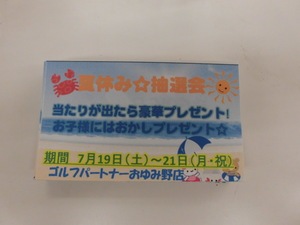 夏休み☆抽選会
当たりが出たら豪華プレゼント!
お子様にはおかしプレゼント☆
期間 7月19日(土)~21日(月・祝)
ゴルフパートナーおゆみ野店